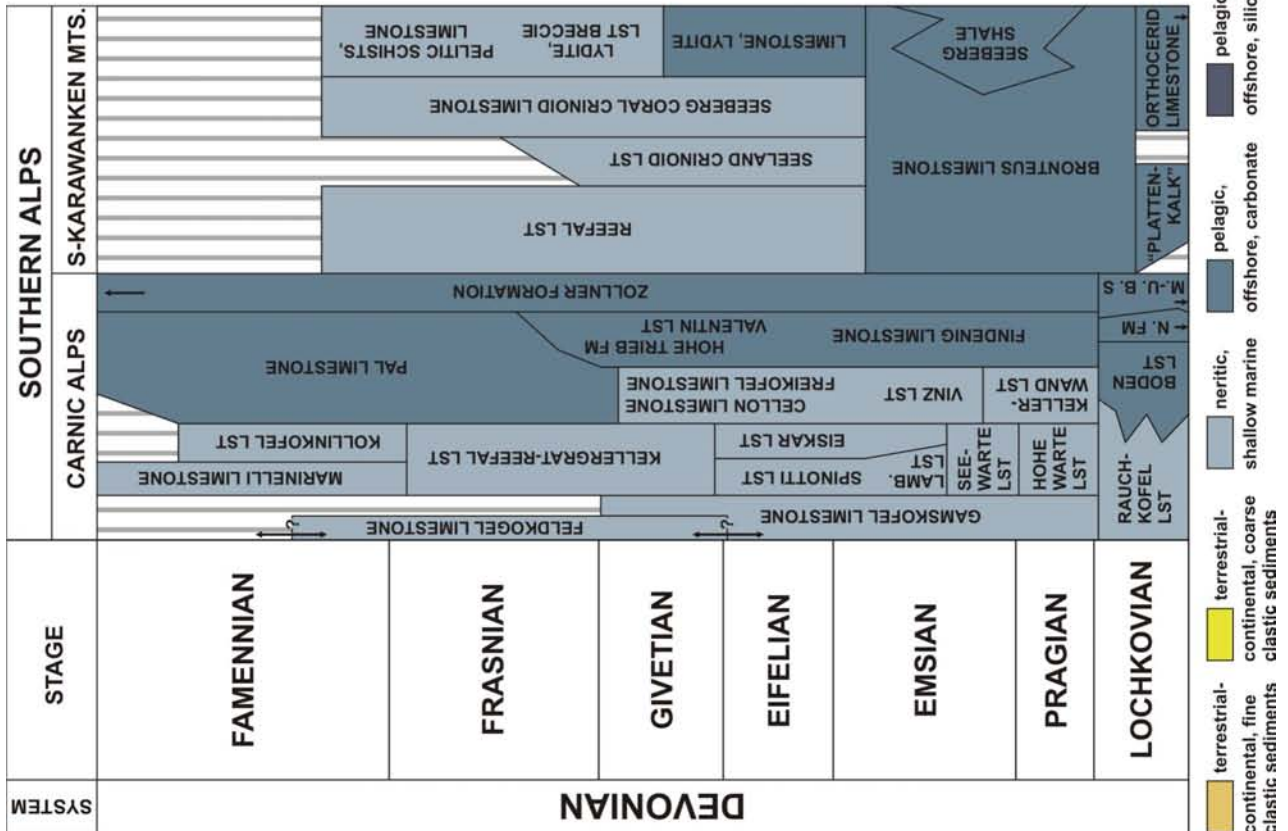 SOUTHERN ALPS
CARNIC ALPS
S-KARAWANKEN MTS.
STAGE
SYSTEM
DEVONIAN
FAMENNIAN
FRASNIAN
GIVETIAN
EIFELIAN
EMSIAN
PRAGIAN
LOCHKOVIAN
?
FELDKOGEL LIMESTONE
?
GAMSKOFEL LIMESTONE
MARINELLI LIMESTONE
KOLLINKOFEL LST
KELLERGRAT-REEFAL LST
SPINOTTI LST
EISKAR LST
LAMB.
LST
SEE-
WARTE
LST
HOHE
WARTE
LST
RAUCH-
KOFEL
LST
PAL LIMESTONE
CELLON LIMESTONE
FREIKOFEL LIMESTONE
VINZ LST
KELLER-
WAND LST
BODEN
LST
HOHE TRIEB FM
VALENTIN LST
FINDENIG LIMESTONE
N. FM
ZOLLNER FORMATION
M.-U. B. S
REEFAL LST
SEELAND CRINOID LST
SEEBERG CORAL CRINOID LIMESTONE
PELITIC SCHISTS,
LIMESTONE
LYDITE,
LST BRECCIE
LIMESTONE, LYDITE
BRONTEUS LIMESTONE
SEEBERG
SHALE
"PLATTEN-
KALK"
ORTHOCERID
LIMESTONE
terrestrial-
continental, fine
clastic sediments
terrestrial-
continental, coarse
clastic sediments
neritic,
shallow marine
pelagic,
offshore, carbonate
offshore,